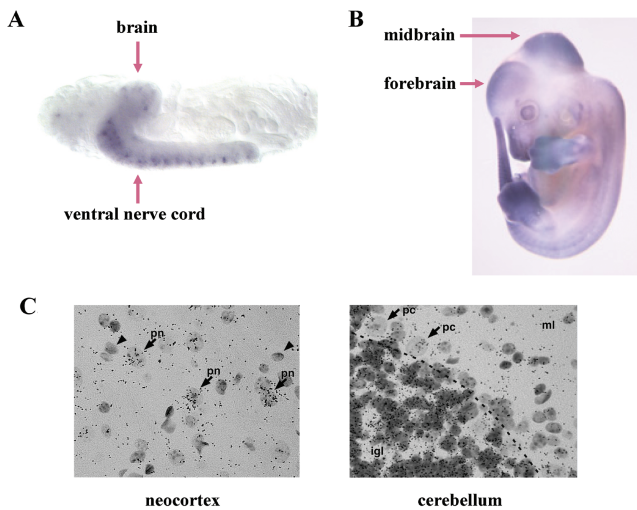 A
brain
ventral nerve cord
B
midbrain
forebrain
C
pn
pn
pn
neocortex
pc
pc
ml
igl
cerebellum